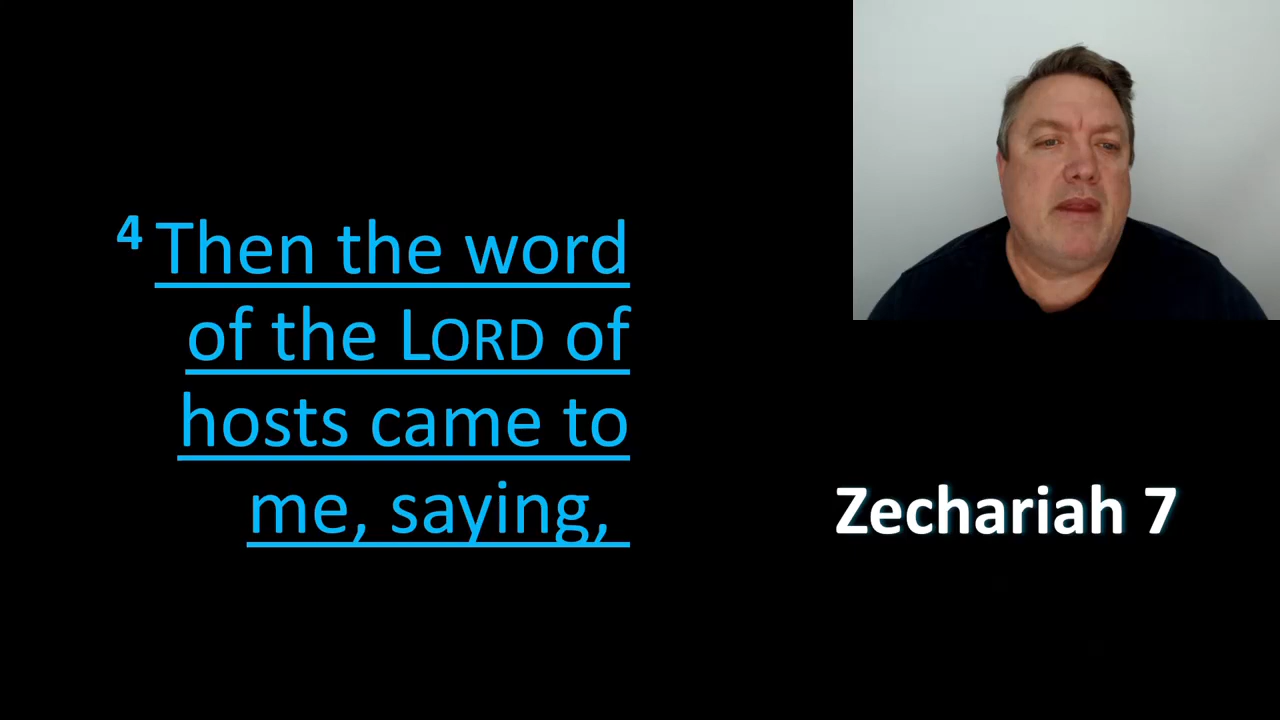 4 Then the word
of the LORD of
hosts came to
me, saying,
Zechariah 7